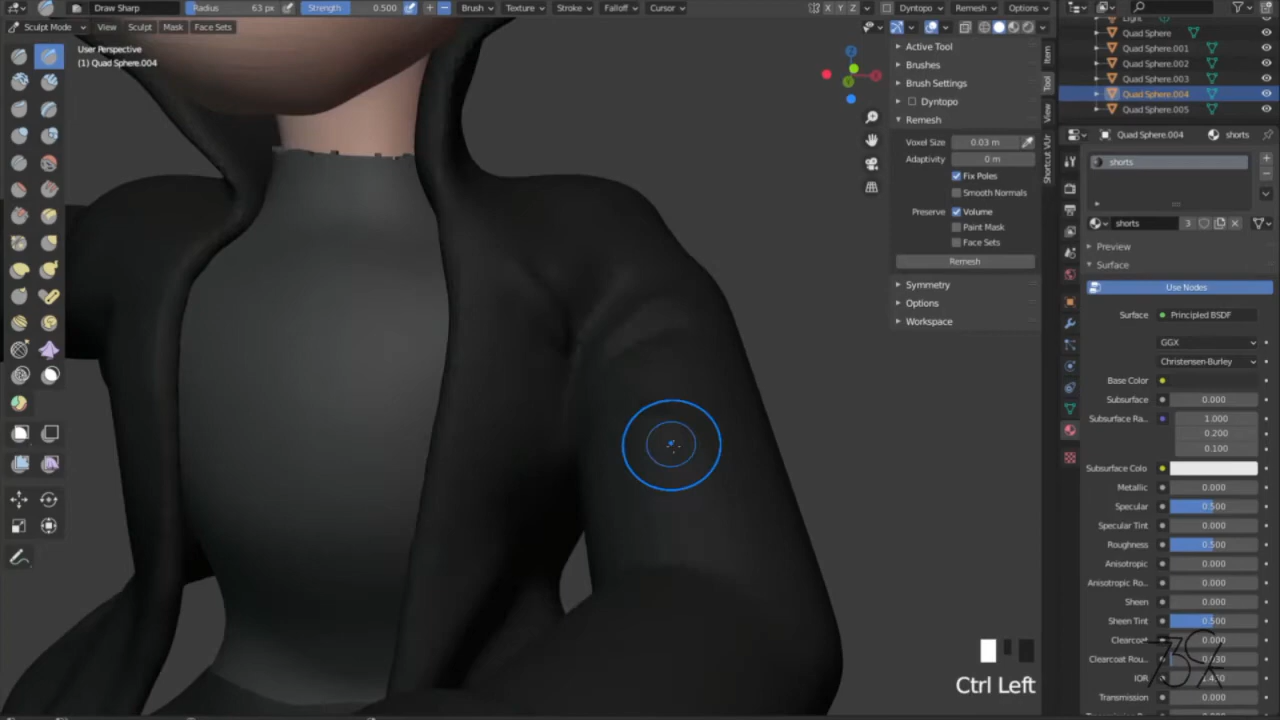 Draw Sharp Radius 63 px Strength 0.500 + − Brush Texture Stroke Falloff Cursor X Y Z Dyntopo Remesh Options
Sculpt Mode View Sculpt Mask Face Sets
User Perspective
(1) Quad Sphere.004
Active Tool
Brushes
Brush Settings
Dyntopo
Remesh
Voxel Size 0.03 m
Adaptivity 0 m
Fix Poles
Smooth Normals
Preserve Volume
Paint Mask
Face Sets
Remesh
Symmetry
Options
Workspace
Item
Tool
View
Shortcut VUr
Light
Quad Sphere
Quad Sphere.001
Quad Sphere.002
Quad Sphere.003
Quad Sphere.004
Quad Sphere.005
Quad Sphere.004 shorts
shorts
shorts 3
Preview
Surface
Use Nodes
Surface Principled BSDF
GGX
Christensen-Burley
Base Color
Subsurface 0.000
Subsurface Ra... 1.000
0.200
0.100
Subsurface Colo
Metallic 0.000
Specular 0.500
Specular Tint 0.000
Roughness 0.500
Anisotropic 0.000
Anisotropic Ro... 0.000
Sheen 0.000
Sheen Tint 0.500
Clearcoat 0.000
Clearcoat Rou... 0.030
IOR 1.450
Transmission 0.000
Ctrl Left